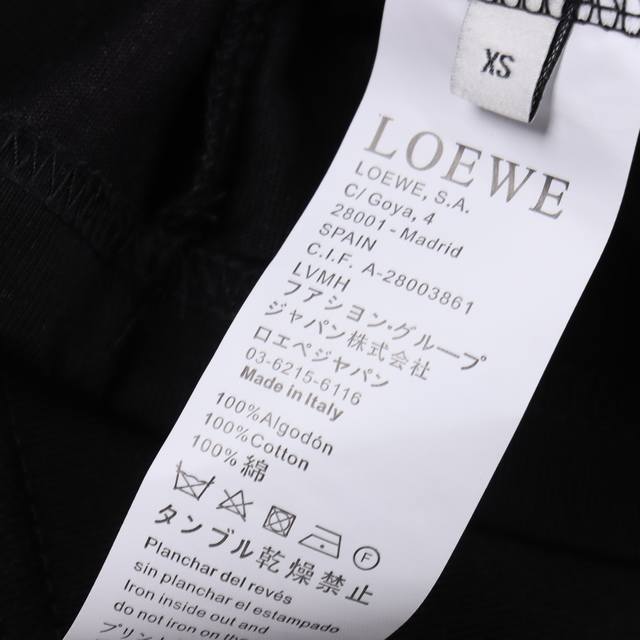 XS
LOEWE
LOEWE, S.A.
C/ Goya, 4
28001 - Madrid
SPAIN
C.I.F. A-28003861
LVMH
ファション・グループ
ジャパン株式会社
ロエベジャパン
03-6215-6116
Made in Italy
100%Algodón
100%Cotton
100% 綿
F
タンブル乾燥禁止
Planchar del revés
sin planchar el estampado
Iron inside out and
do not iron on the